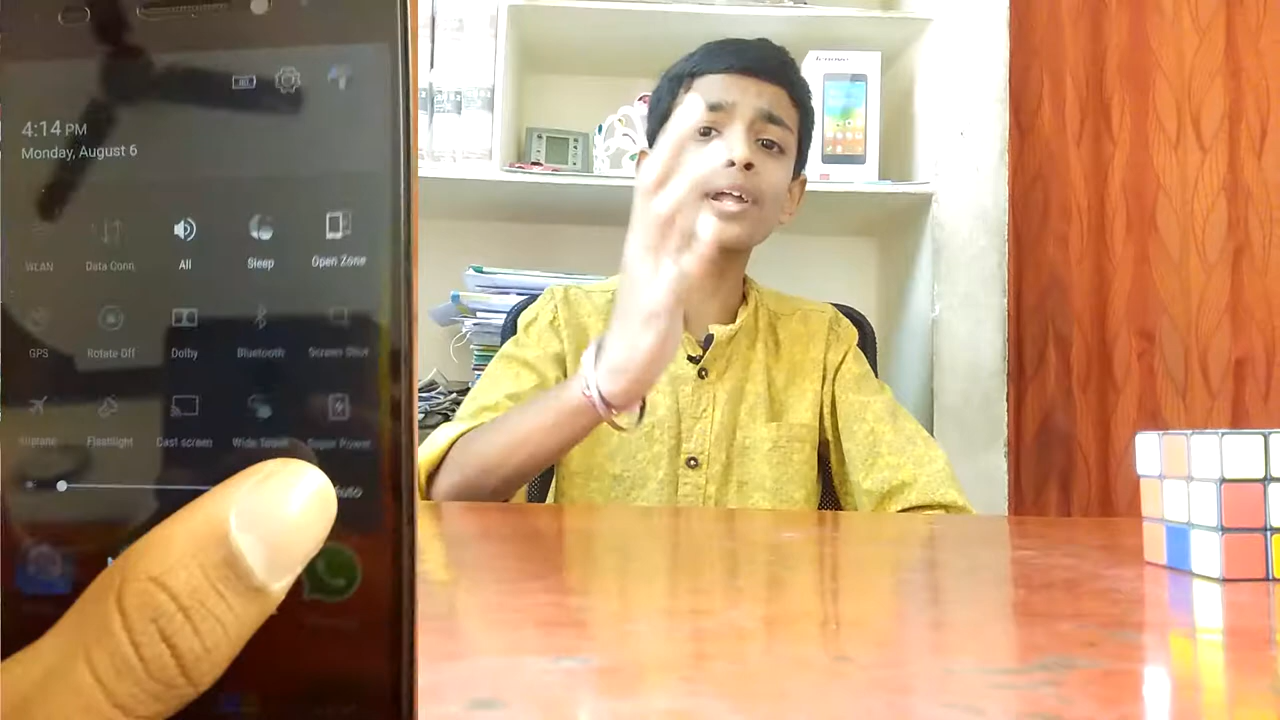 4:14 PM
Monday, August 6
WLAN
Data Conn.
All
Sleep
Open Zone
GPS
Rotate Off
Dolby
Bluetooth
Screen Shot
Airplane
Flashlight
Cast screen
Wide Touch
Super Power
Auto
lenovo